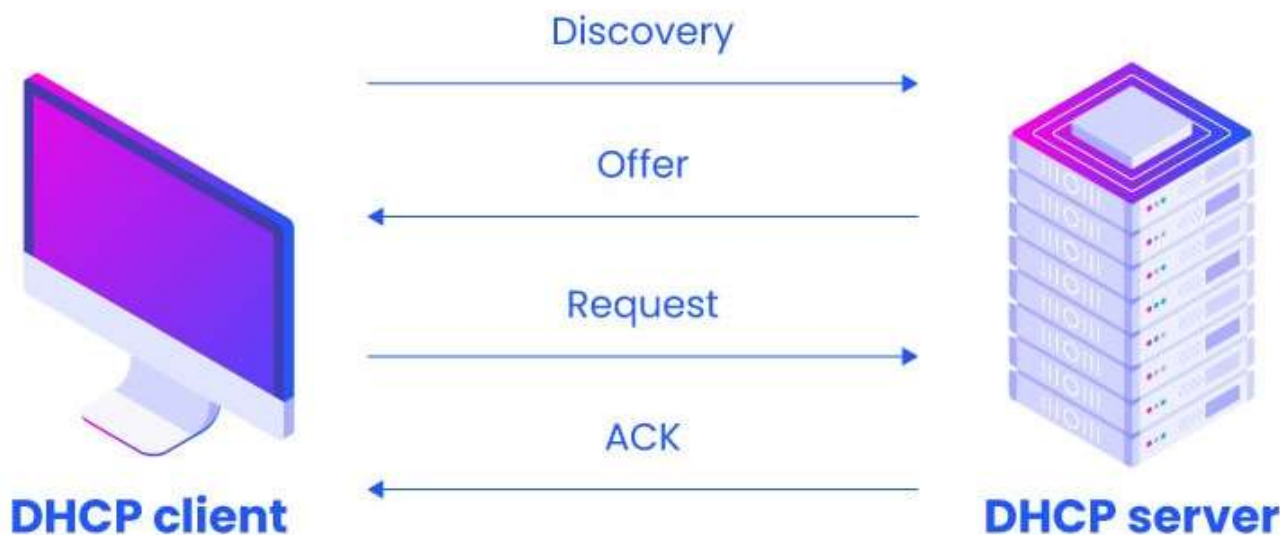 Discovery
Offer
Request
ACK
DHCP client
DHCP server